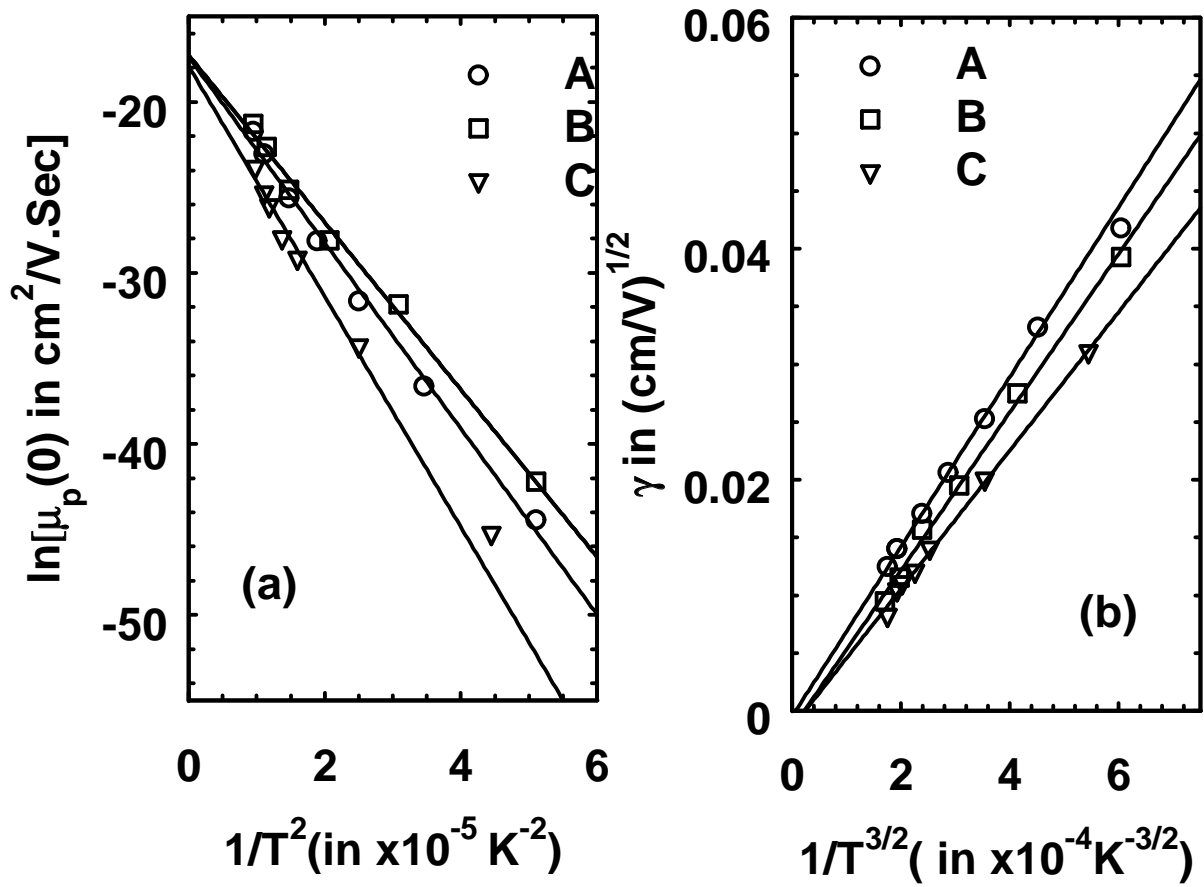 A
B
C
-20
-30
-40
-50
ln[μp(0) in cm²/V.Sec]
(a)
0 2 4 6
1/T²(in x10⁻⁵ K⁻²)
0.06
A
B
C
0.04
0.02
0
γ in (cm/V)¹/²
(b)
0 2 4 6
1/T³/²( in x10⁻⁴K⁻³/²)